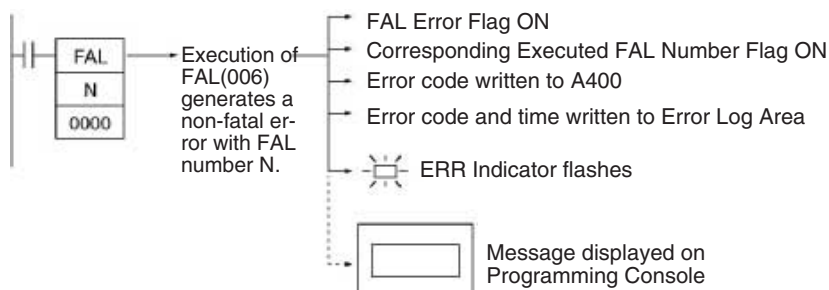 FAL
N
0000
Execution of
FAL(006)
generates a
non-fatal er-
ror with FAL
number N.
FAL Error Flag ON
Corresponding Executed FAL Number Flag ON
Error code written to A400
Error code and time written to Error Log Area
ERR Indicator flashes
Message displayed on
Programming Console